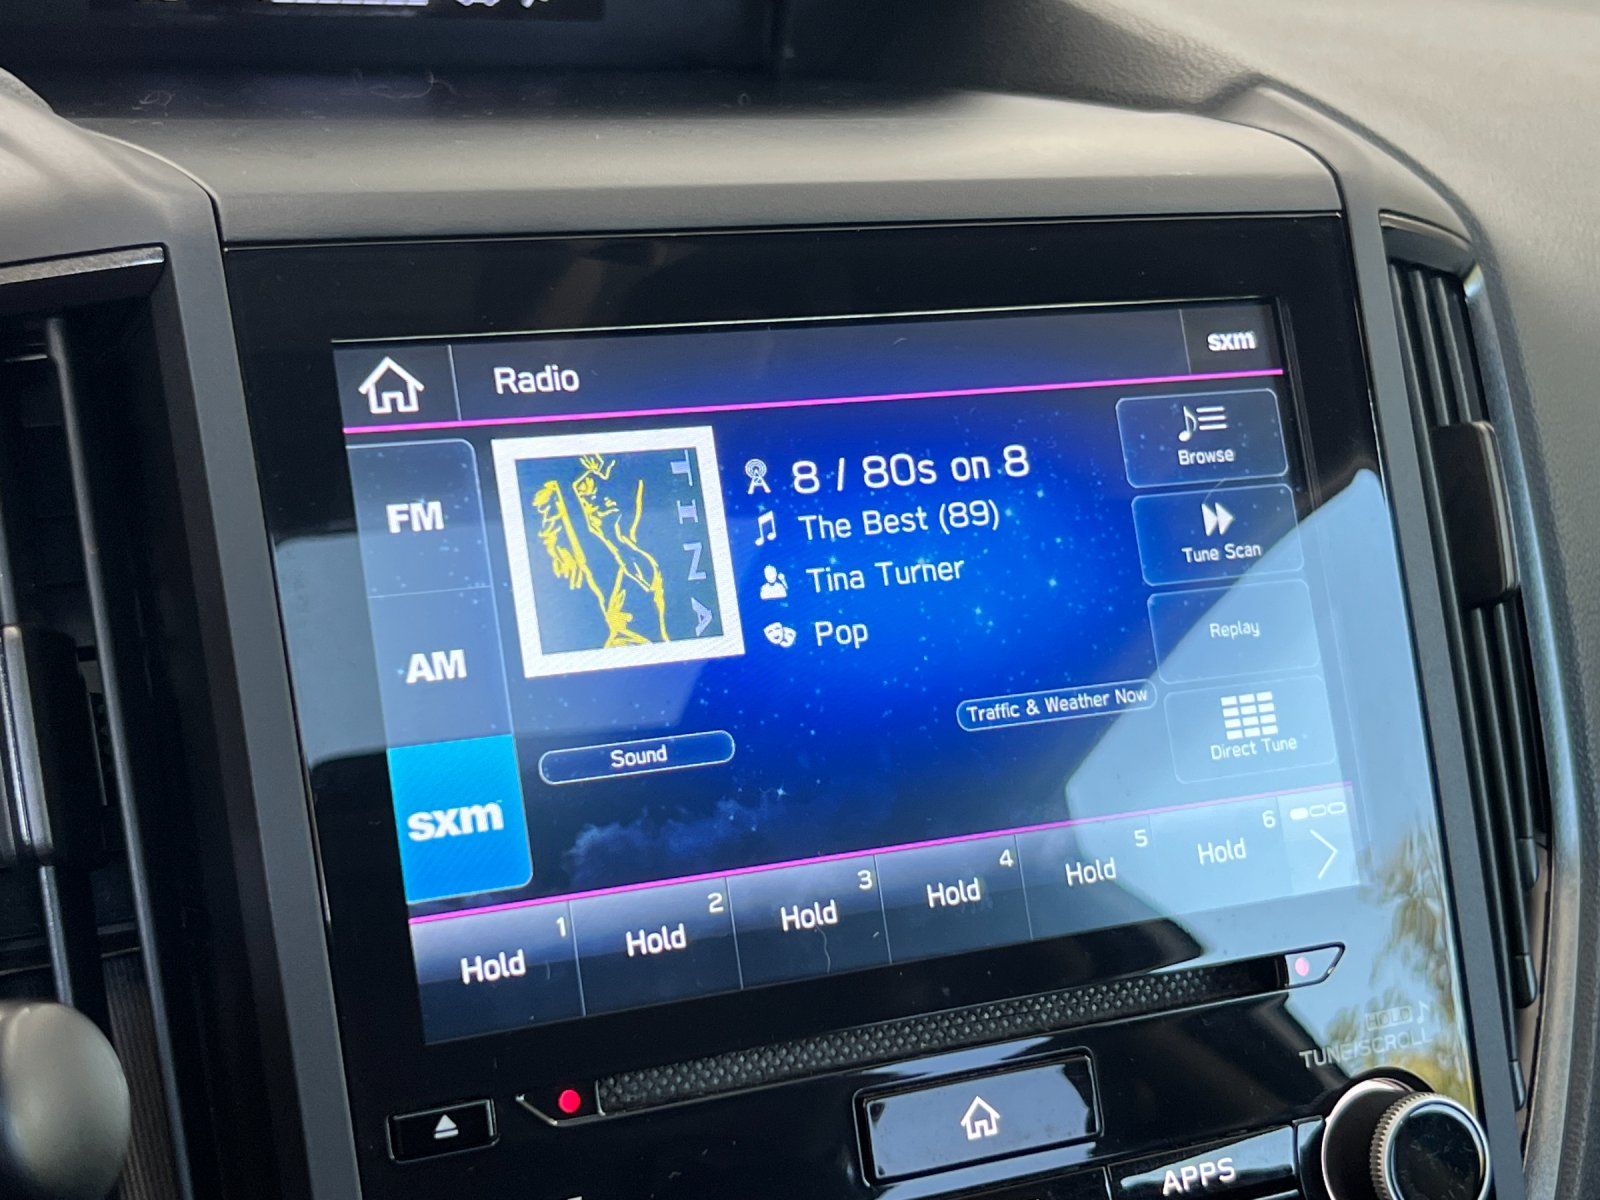 Radio
sxm
FM
AM
sxm
TINA
8 / 80s on 8
The Best (89)
Tina Turner
Pop
Browse
Tune Scan
Replay
Direct Tune
Sound
Traffic & Weather Now
1
Hold
2
Hold
3
Hold
4
Hold
5
Hold
6
Hold
HOLD
TUNE/SCROLL
APPS